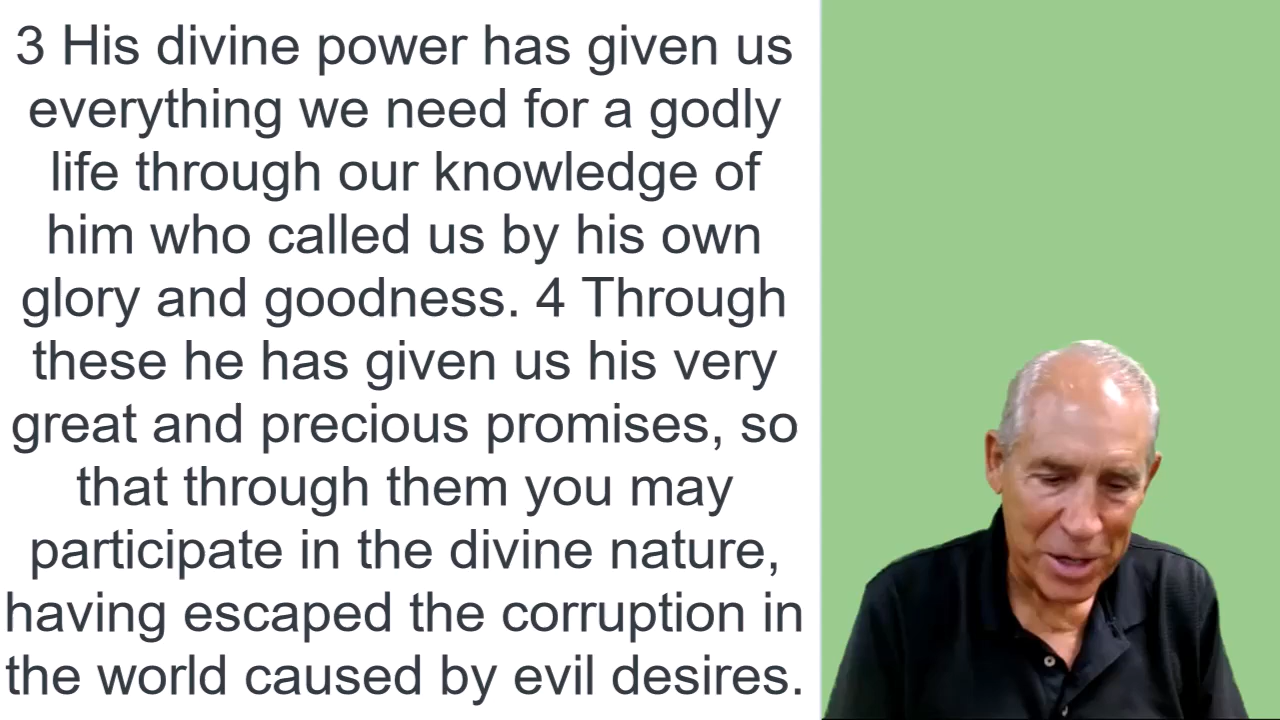 3 His divine power has given us
everything we need for a godly
life through our knowledge of
him who called us by his own
glory and goodness. 4 Through
these he has given us his very
great and precious promises, so
that through them you may
participate in the divine nature,
having escaped the corruption in
the world caused by evil desires.